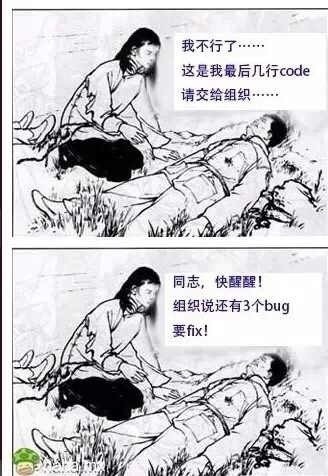 我不行了……
这是我最后几行code
请交给组织……
同志，快醒醒！
组织说还有3个bug
要fix！